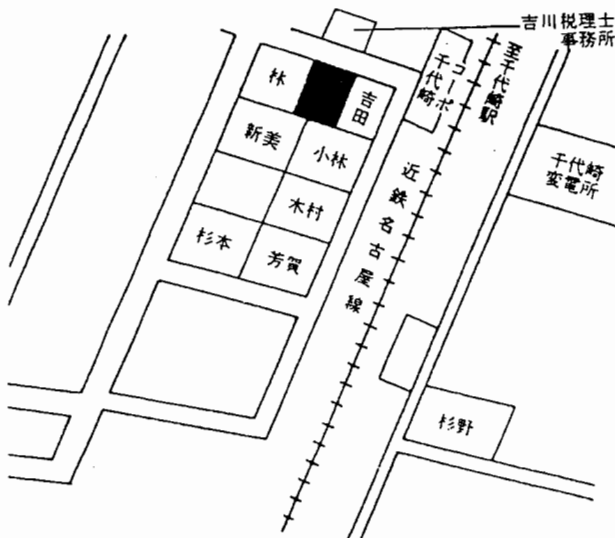 吉川税理士
事務所
至千代崎駅
コーポ
千代崎
林
吉田
新美
小林
千代崎
変電所
木村
近鉄名古屋線
杉本
芳賀
杉野